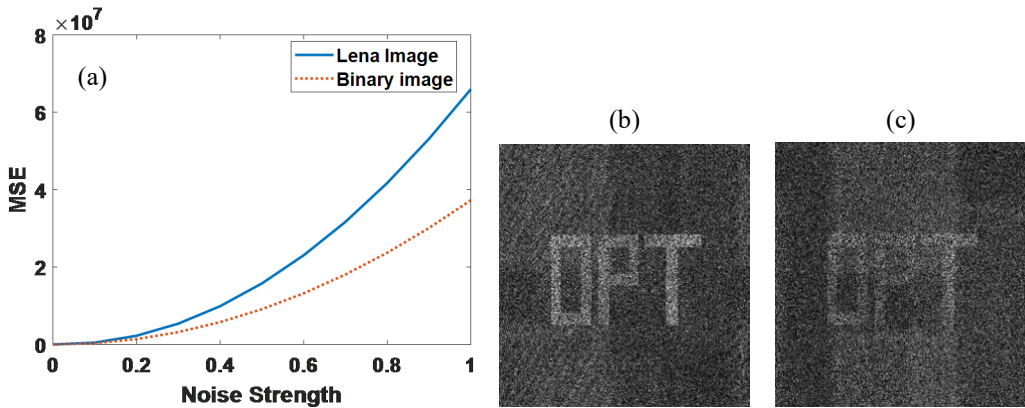 ×10⁷
(a)
Lena Image
Binary image
MSE
8
6
4
2
0
0 0.2 0.4 0.6 0.8 1
Noise Strength
(b)
OPT
(c)
OPT